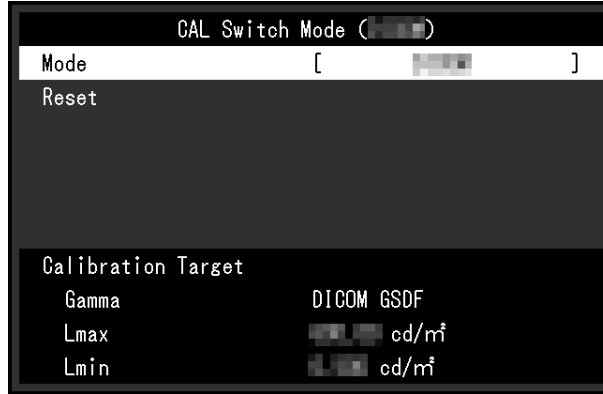 CAL Switch Mode ( )
Mode [ ]
Reset
Calibration Target
Gamma DICOM GSDF
Lmax cd/㎡
Lmin cd/㎡